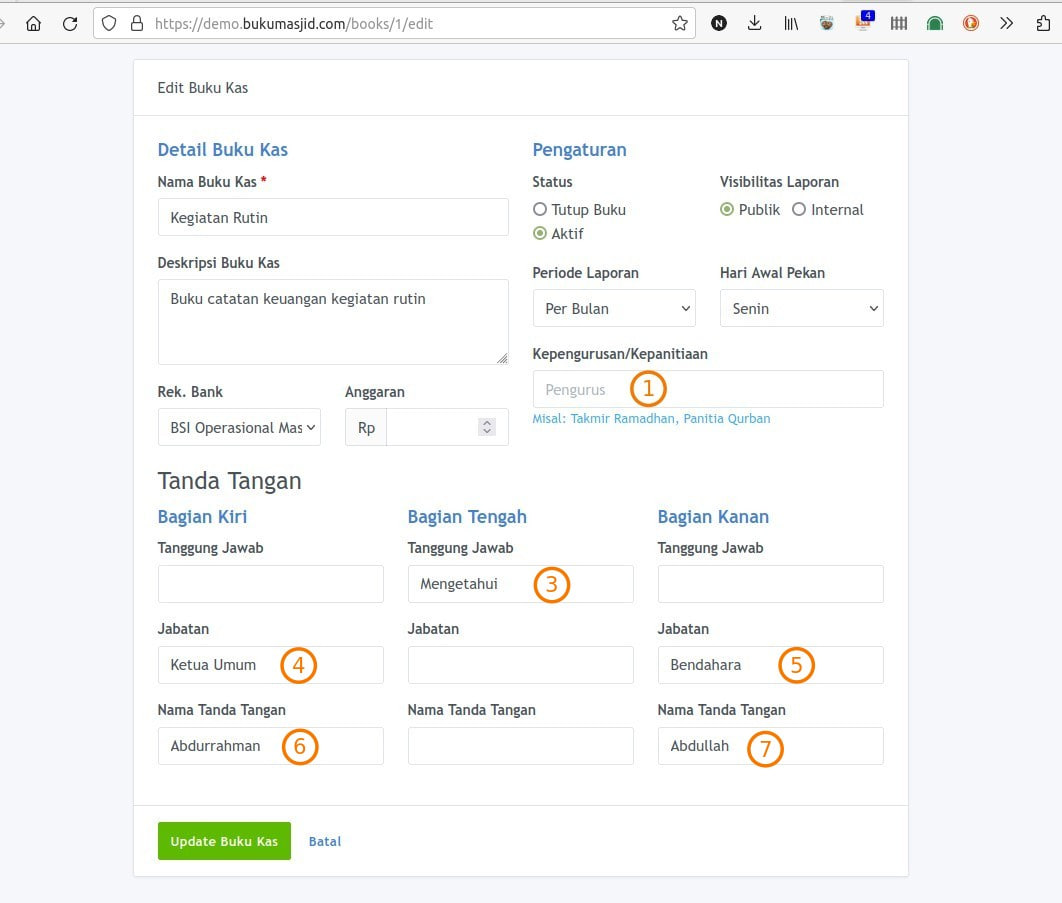 https://demo.bukumasjid.com/books/1/edit
N
4
Edit Buku Kas
Detail Buku Kas
Nama Buku Kas *
Kegiatan Rutin
Deskripsi Buku Kas
Buku catatan keuangan kegiatan rutin
Rek. Bank Anggaran
BSI Operasional Mas Rp
Pengaturan
Status Visibilitas Laporan
Tutup Buku Publik Internal
Aktif
Periode Laporan Hari Awal Pekan
Per Bulan Senin
Kepengurusan/Kepanitiaan
Pengurus 1
Misal: Takmir Ramadhan, Panitia Qurban
Tanda Tangan
Bagian Kiri Bagian Tengah Bagian Kanan
Tanggung Jawab Tanggung Jawab Tanggung Jawab
Mengetahui 3
Jabatan Jabatan Jabatan
Ketua Umum 4 Bendahara 5
Nama Tanda Tangan Nama Tanda Tangan Nama Tanda Tangan
Abdurrahman 6 Abdullah 7
Update Buku Kas Batal